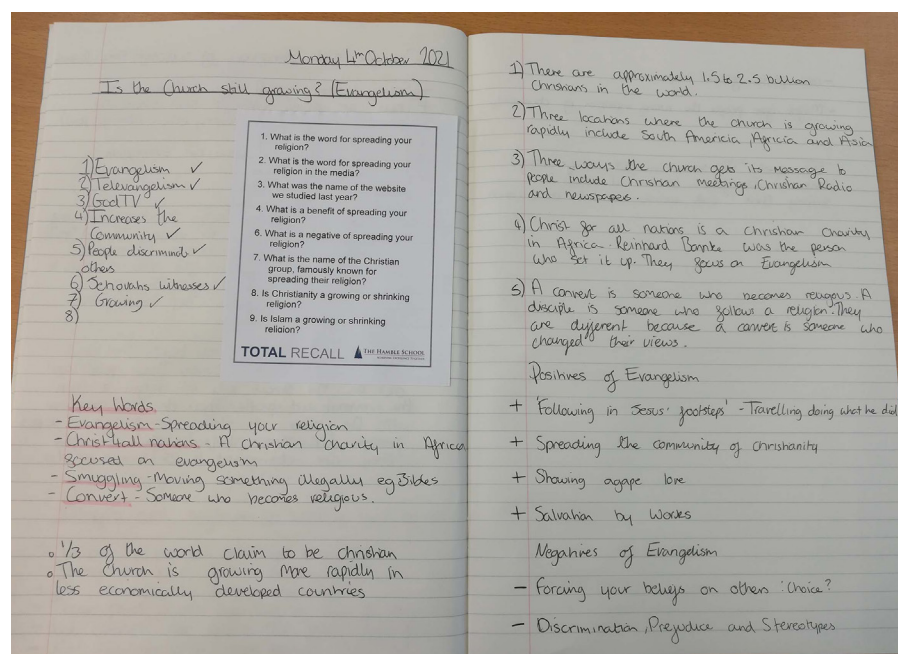 Monday 4th October 2021
Is the Church still growing? (Evangelism)
1) Evangelism ✓
2) Televangelism ✓
3) GodTV ✓
4) Increases the
Community ✓
5) People discriminate ✓
others
6) Jehovahs witnesses ✓
7) Growing ✓
8)
1. What is the word for spreading your
religion?
2. What is the word for spreading your
religion in the media?
3. What was the name of the website
we studied last year?
4. What is a benefit of spreading your
religion?
6. What is a negative of spreading your
religion?
7. What is the name of the Christian
group, famously known for
spreading their religion?
8. Is Christianity a growing or shrinking
religion?
9. Is Islam a growing or shrinking
religion?
TOTAL RECALL THE HAMBLE SCHOOL
Key Words
- Evangelism - Spreading your religion
- Christ4all nations - A christian charity in Africa
focused on evangelism
- Smuggling - Moving something illegally eg Bibles
- Convert - Someone who becomes religious.
o 1/3 of the world claim to be christian
o The Church is growing more rapidly in
less economically developed countries
1) There are approximately 1.5 to 2.5 billion
Christians in the world.
2) Three locations where the church is growing
rapidly include South Americia, Africia and Asia
3) Three ways the church gets its message to
people include Christian meetings, Christian Radio
and newspaper.
4) Christ for all nations is a christian charity
in Africa. Reinhard Bonnke was the person
who set it up. They focus on Evangelism
5) A convert is someone who becomes religous. A
disciple is someone who follows a religion. They
are different because a convert is someone who
changed their views.
Positives of Evangelism
+ 'Following in Jesus' footsteps' - Travelling doing what he did
+ Spreading the community of christianity
+ Showing agape love
+ Salvation by Works
Negatives of Evangelism
- Forcing your beliefs on others : Choice?
- Discrimination, Prejudice and Stereotypes